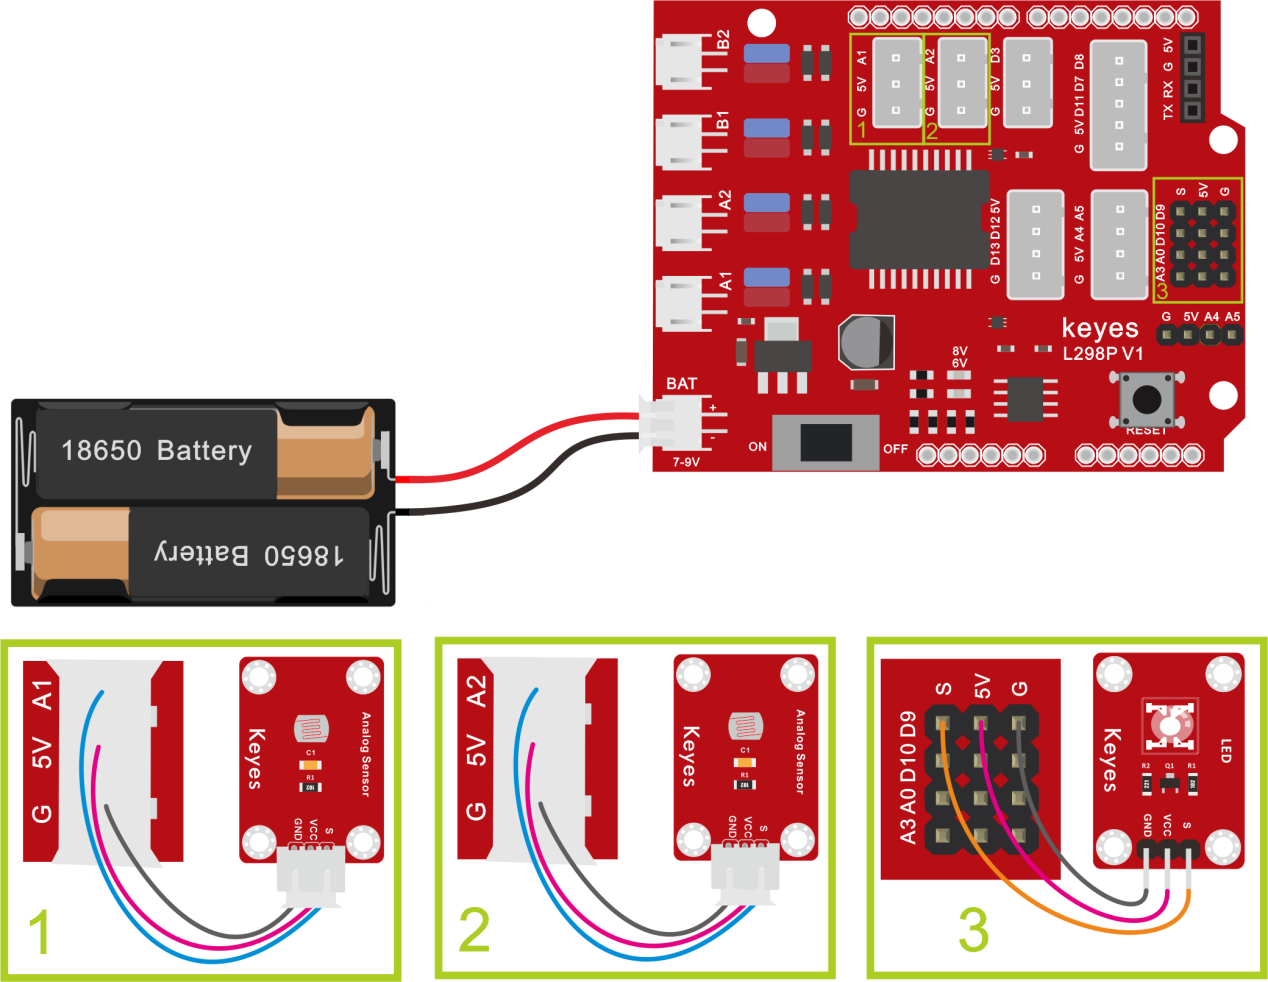 B2
B1
A2
A1
A1
5V
G
1
A2
5V
G
2
D3
5V
G
D8
D7
D11
5V
G
5V
G
RX
TX
5V
D12
D13
G
A5
A4
5V
G
S 5V G
D9
D10
A0
A3
3
G 5V A4 A5
keyes
L298P V1
8V
6V
RESET
BAT
+
-
7-9V
ON
OFF
18650 Battery
18650 Battery
A1
5V
G
Keyes
Analog Sensor
C1
R1
102
GND VCC S
1
A2
5V
G
Keyes
Analog Sensor
C1
R1
102
GND VCC S
2
S 5V G
D9
D10
A0
A3
Keyes
LED
R2 Q1 R1
221
102
GND VCC S
3